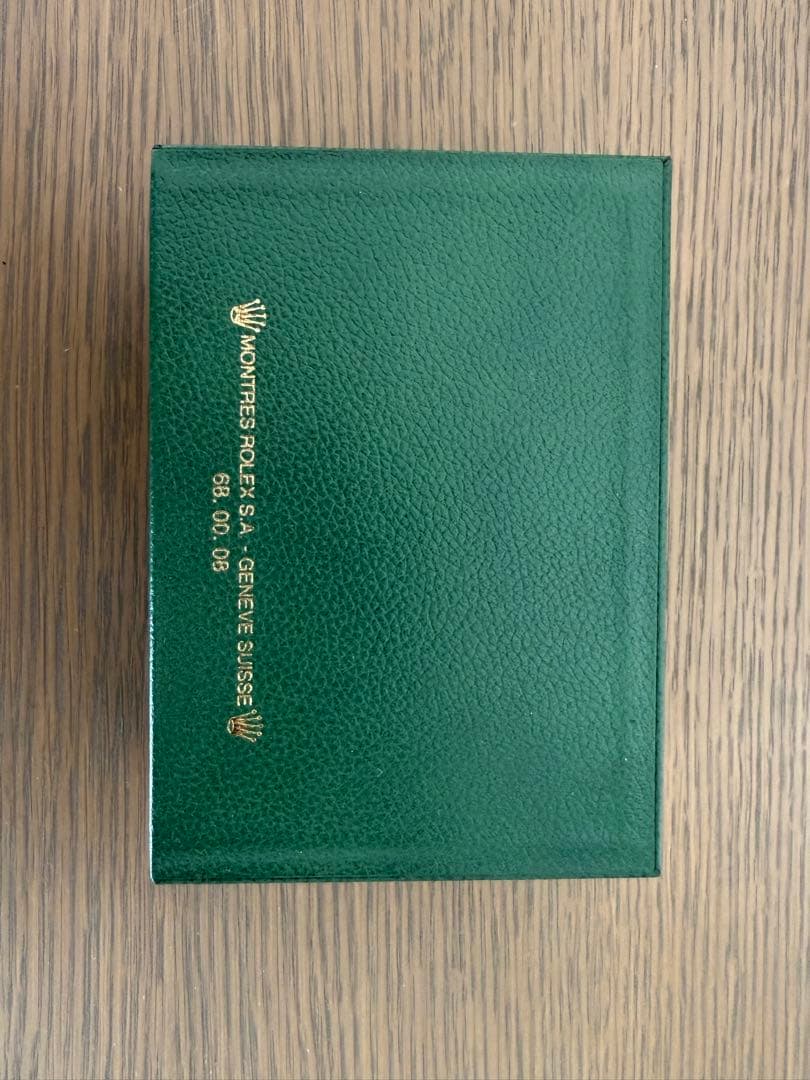 MONTRES ROLEX S.A. - GENEVE SUISSE
68. 00. 08